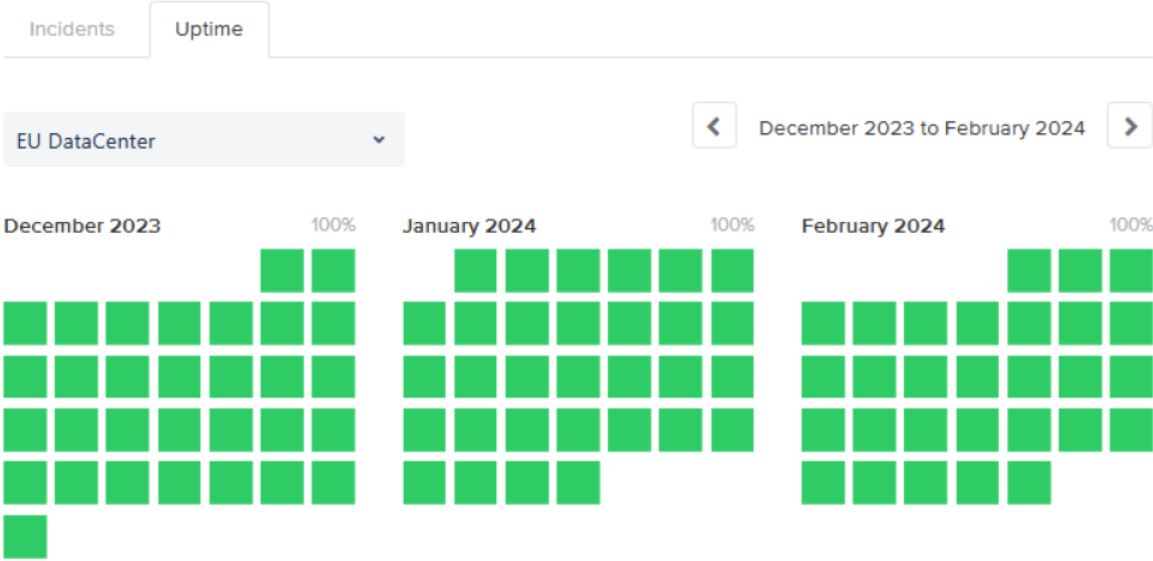 Incidents Uptime
EU DataCenter December 2023 to February 2024
December 2023 100% January 2024 100% February 2024 100%